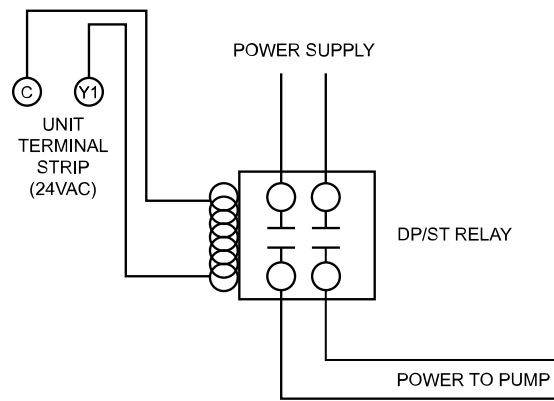 POWER SUPPLY
C Y1
UNIT
TERMINAL
STRIP
(24VAC)
DP/ST RELAY
POWER TO PUMP